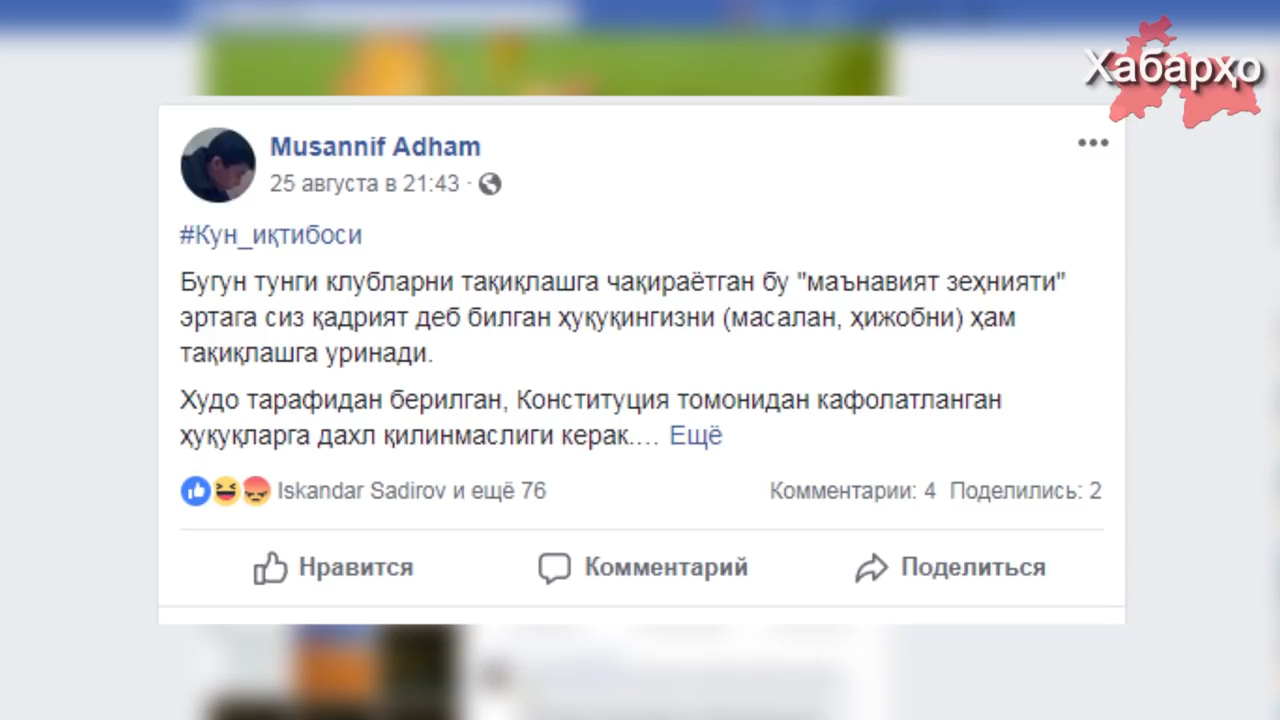 Хабарҳо
Musannif Adham
25 августа в 21:43 ·
#Кун_иқтибоси
Бугун тунги клубларни тақиқлашга чақираётган бу "маънавият зеҳнияти"
эртага сиз қадрият деб билган ҳуқуқингизни (масалан, ҳижобни) ҳам
тақиқлашга уринади.
Худо тарафидан берилган, Конституция томонидан кафолатланган
ҳуқуқларга дахл қилинмаслиги керак.... Ещё
Iskandar Sadirov и ещё 76 Комментарии: 4 Поделились: 2
Нравится Комментарий Поделиться